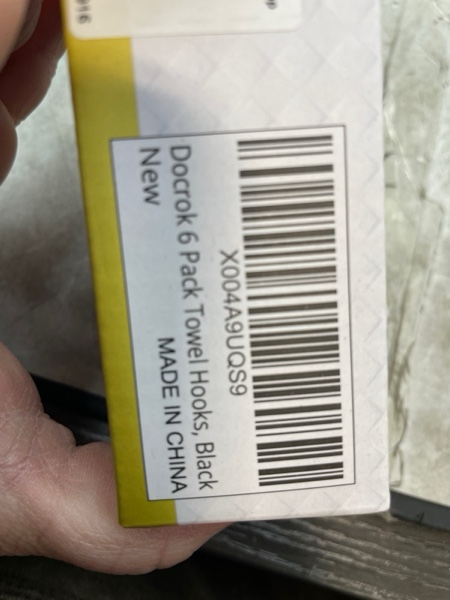 X004A9UQS9
Docrok 6 Pack Towel Hooks, Black
New
MADE IN CHINA